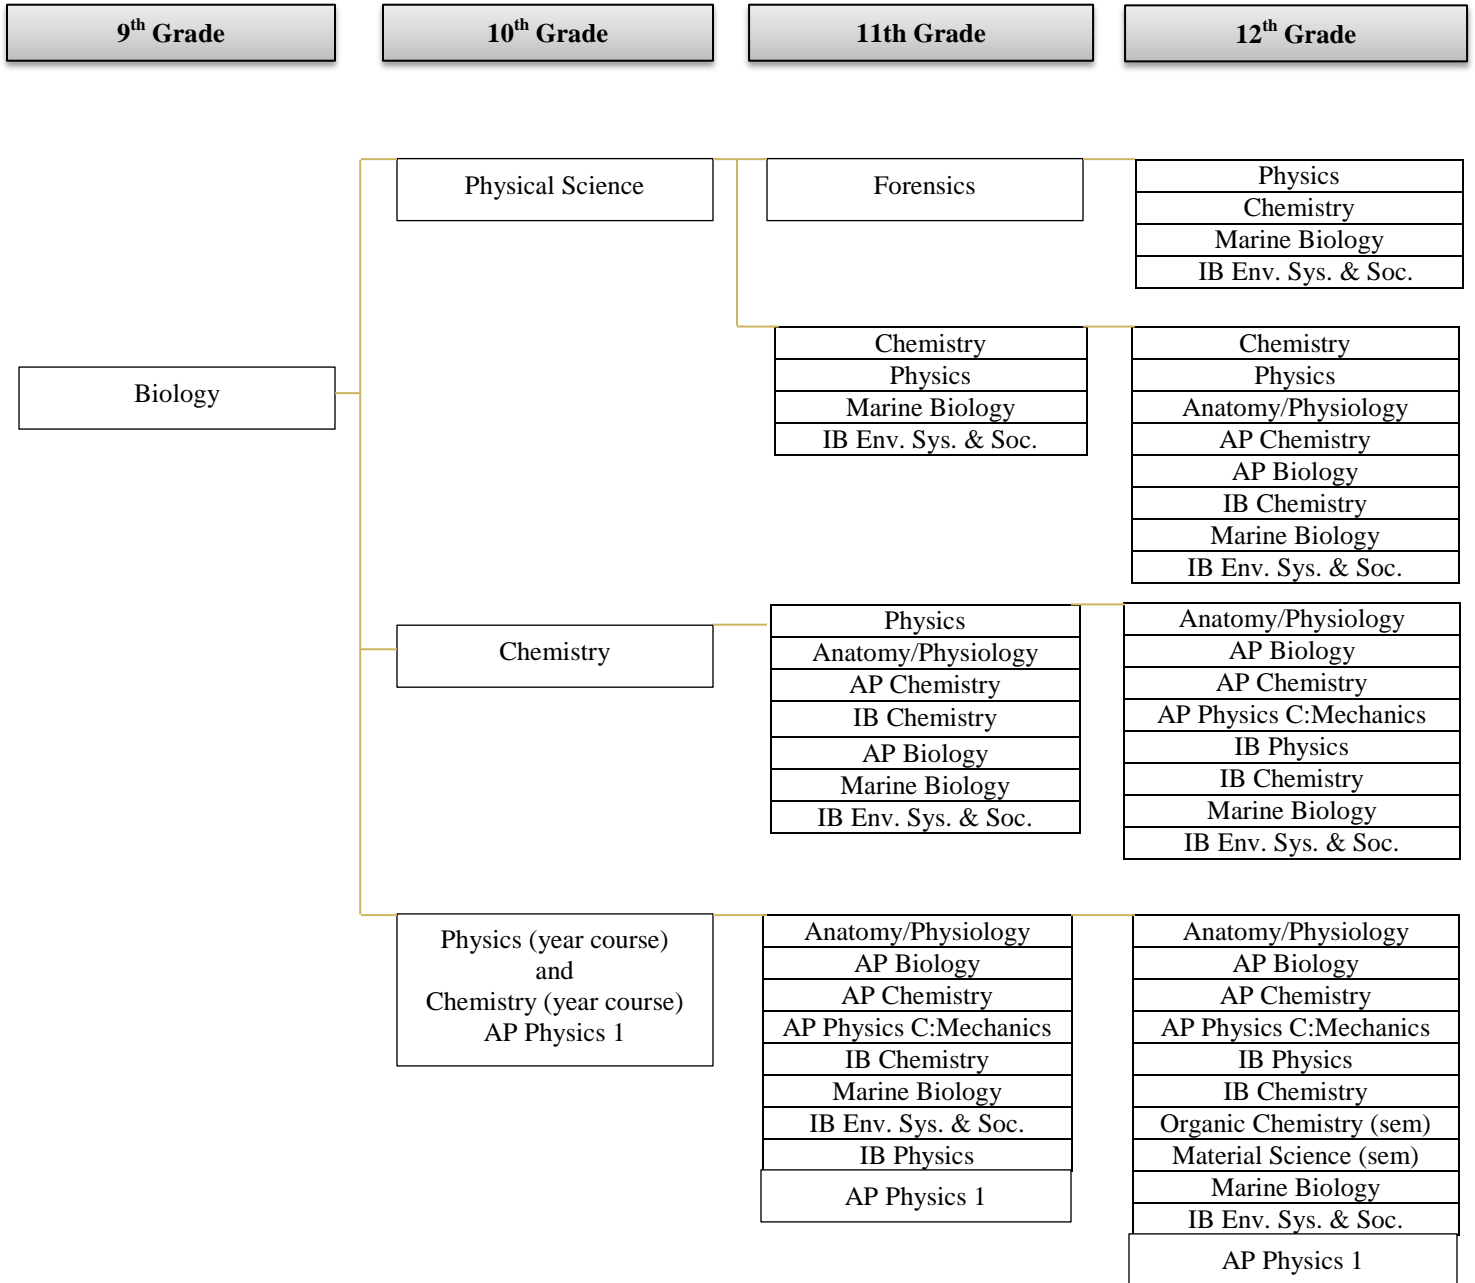 9th Grade
10th Grade
11th Grade
12th Grade
Biology
Physical Science
Forensics
Physics
Chemistry
Marine Biology
IB Env. Sys. & Soc.
Chemistry
Physics
Marine Biology
IB Env. Sys. & Soc.
Chemistry
Physics
Anatomy/Physiology
AP Chemistry
AP Biology
IB Chemistry
Marine Biology
IB Env. Sys. & Soc.
Chemistry
Physics
Anatomy/Physiology
AP Chemistry
IB Chemistry
AP Biology
Marine Biology
IB Env. Sys. & Soc.
Anatomy/Physiology
AP Biology
AP Chemistry
AP Physics C:Mechanics
IB Physics
IB Chemistry
Marine Biology
IB Env. Sys. & Soc.
Physics (year course)
and
Chemistry (year course)
AP Physics 1
Anatomy/Physiology
AP Biology
AP Chemistry
AP Physics C:Mechanics
IB Chemistry
Marine Biology
IB Env. Sys. & Soc.
IB Physics
AP Physics 1
Anatomy/Physiology
AP Biology
AP Chemistry
AP Physics C:Mechanics
IB Physics
IB Chemistry
Organic Chemistry (sem)
Material Science (sem)
Marine Biology
IB Env. Sys. & Soc.
AP Physics 1